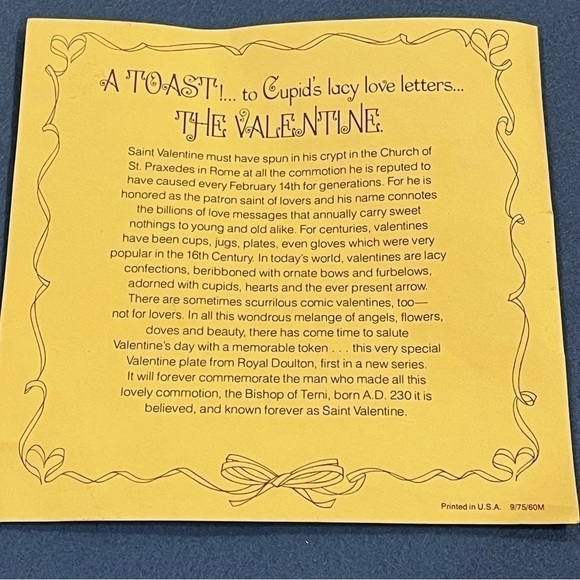 A TOAST!... to Cupid's lacy love letters...
THE VALENTINE.
Saint Valentine must have spun in his crypt in the Church of
St. Praxedes in Rome at all the commotion he is reputed to
have caused every February 14th for generations. For he is
honored as the patron saint of lovers and his name connotes
the billions of love messages that annually carry sweet
nothings to young and old alike. For centuries, valentines
have been cups, jugs, plates, even gloves which were very
popular in the 16th Century. In today's world, valentines are lacy
confections, beribboned with ornate bows and furbelows,
adorned with cupids, hearts and the ever present arrow.
There are sometimes scurrilous comic valentines, too—
not for lovers. In all this wondrous melange of angels, flowers,
doves and beauty, there has come time to salute
Valentine's day with a memorable token . . . this very special
Valentine plate from Royal Doulton, first in a new series.
It will forever commemorate the man who made all this
lovely commotion, the Bishop of Terni, born A.D. 230 it is
believed, and known forever as Saint Valentine.
Printed in U.S.A. 9/75/60M